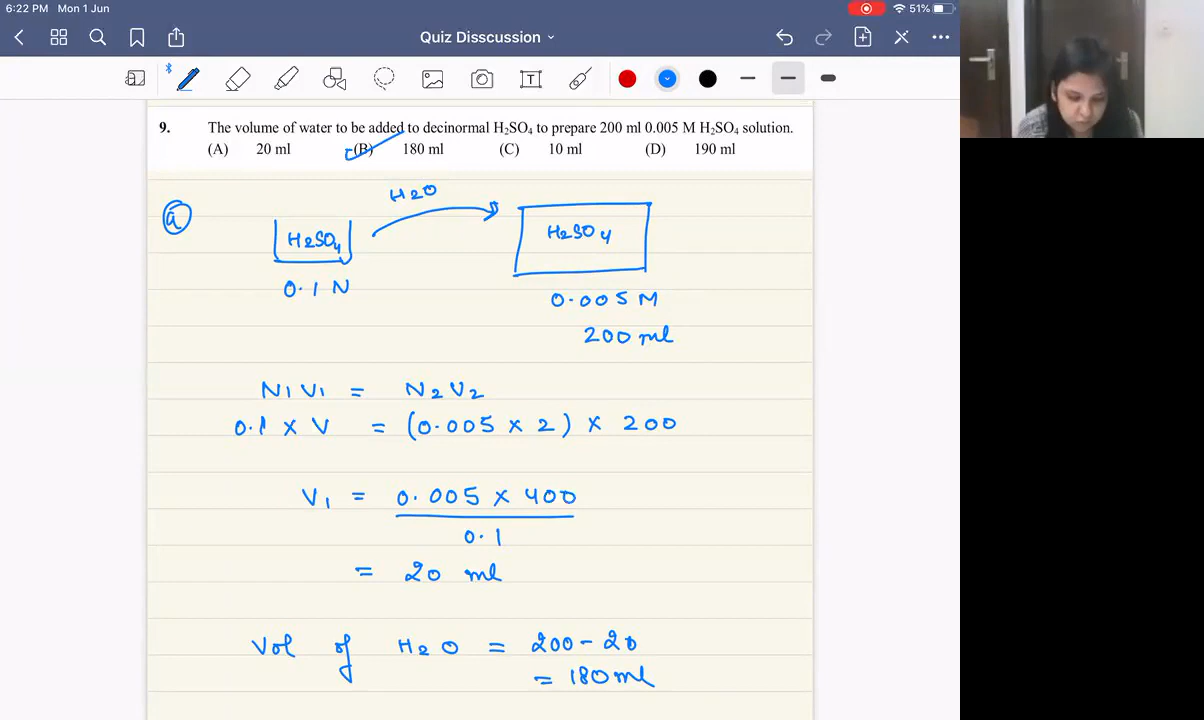 6:22 PM Mon 1 Jun
51%
Quiz Disscussion
T
9. The volume of water to be added to decinormal H₂SO₄ to prepare 200 ml 0.005 M H₂SO₄ solution.
(A) 20 ml (B) 180 ml (C) 10 ml (D) 190 ml
H₂O
H₂SO₄
H₂SO₄
0.1 N
0.005 M
200 ml
N₁V₁ = N₂V₂
0.1 × V = (0.005 × 2) × 200
V₁ = 0.005 × 400
0.1
= 20 ml
Vol of H₂O = 200 - 20
= 180 ml